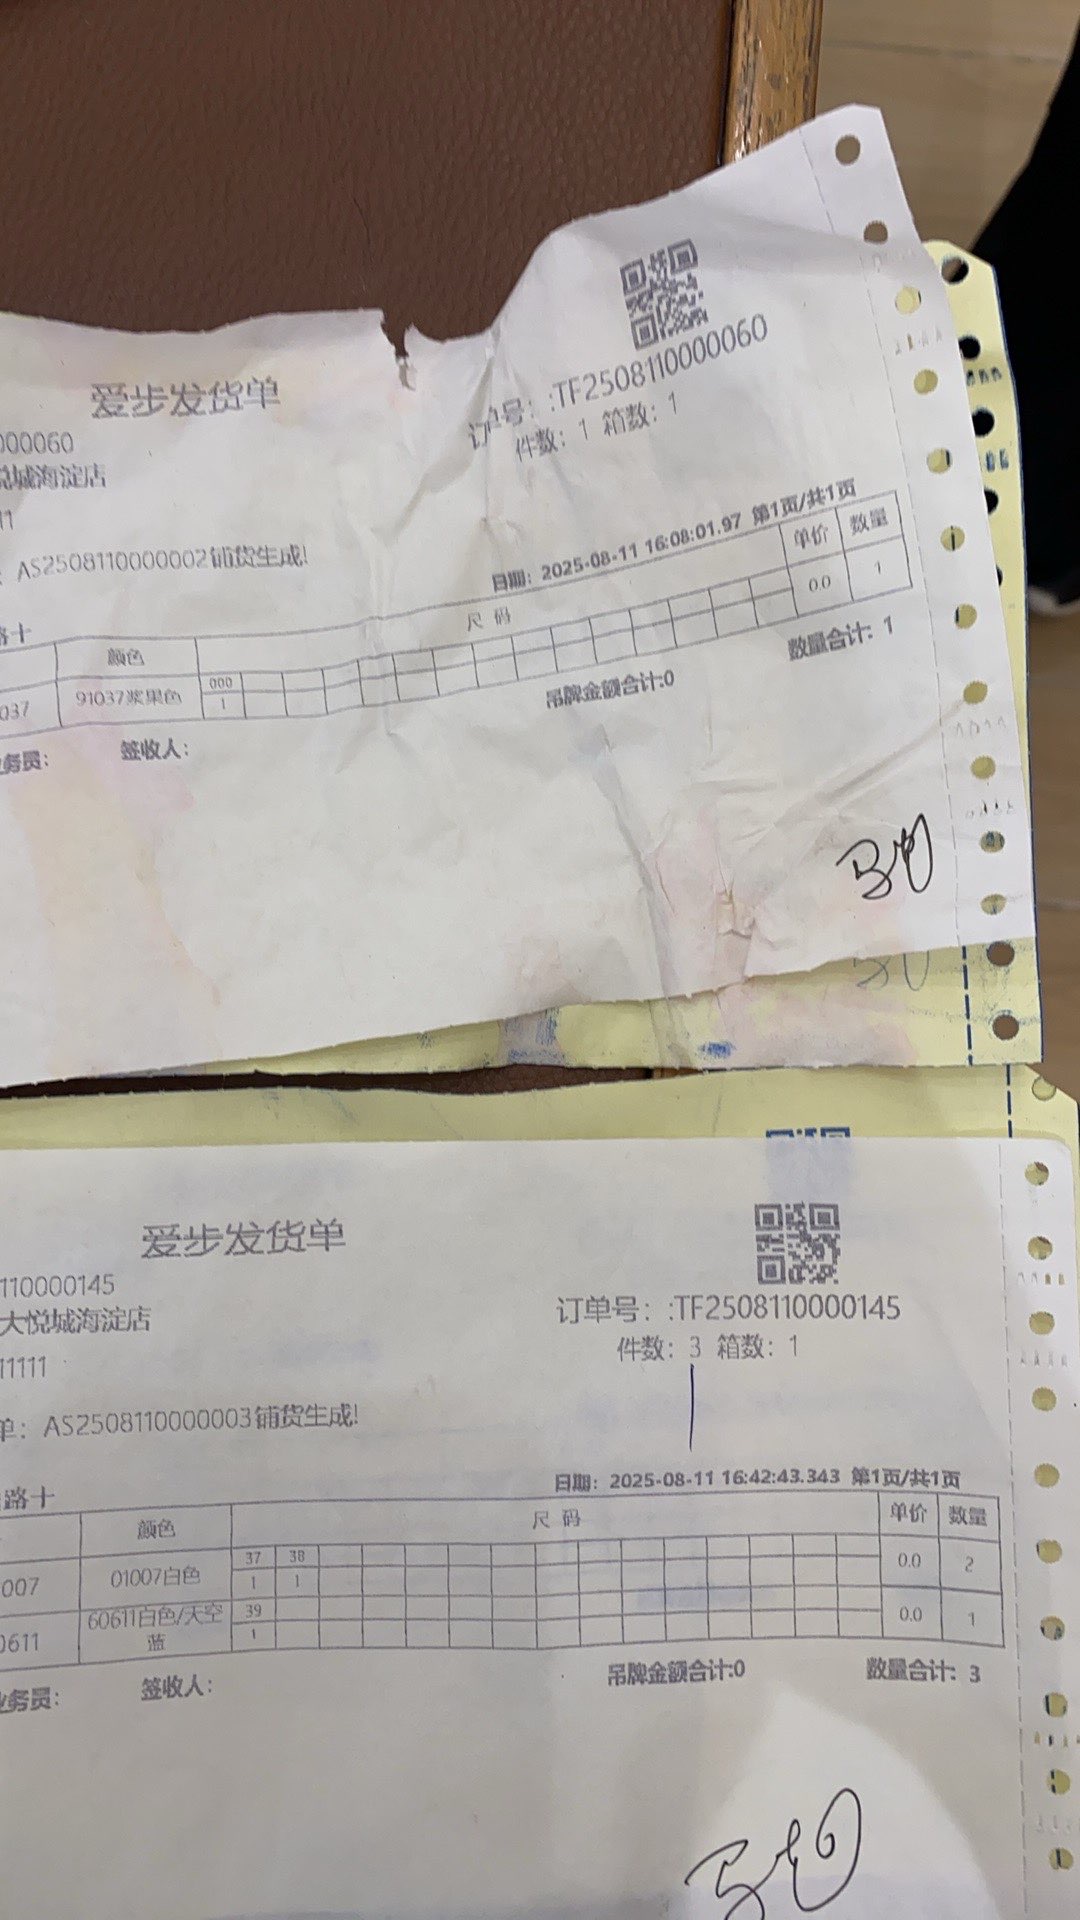 爱步发货单
000060
订单号：:TF2508110000060
悦城海淀店
件数：1 箱数：1
11
：AS2508110000002铺货生成!
日期：2025-08-11 16:08:01.97 第1页/共1页
路十
颜色 尺 码 单价 数量
000
037 91037浆果色 1 0.0 1
吊牌金额合计:0 数量合计：1
业务员： 签收人：
爱步发货单
110000145
订单号：:TF2508110000145
大悦城海淀店
件数：3 箱数：1
11111
单：AS2508110000003铺货生成!
日期：2025-08-11 16:42:43.343 第1页/共1页
路十
颜色 尺 码 单价 数量
37 38
007 01007白色 1 1 0.0 2
39
0611 60611白色/天空蓝 1 0.0 1
吊牌金额合计:0 数量合计：3
业务员： 签收人：